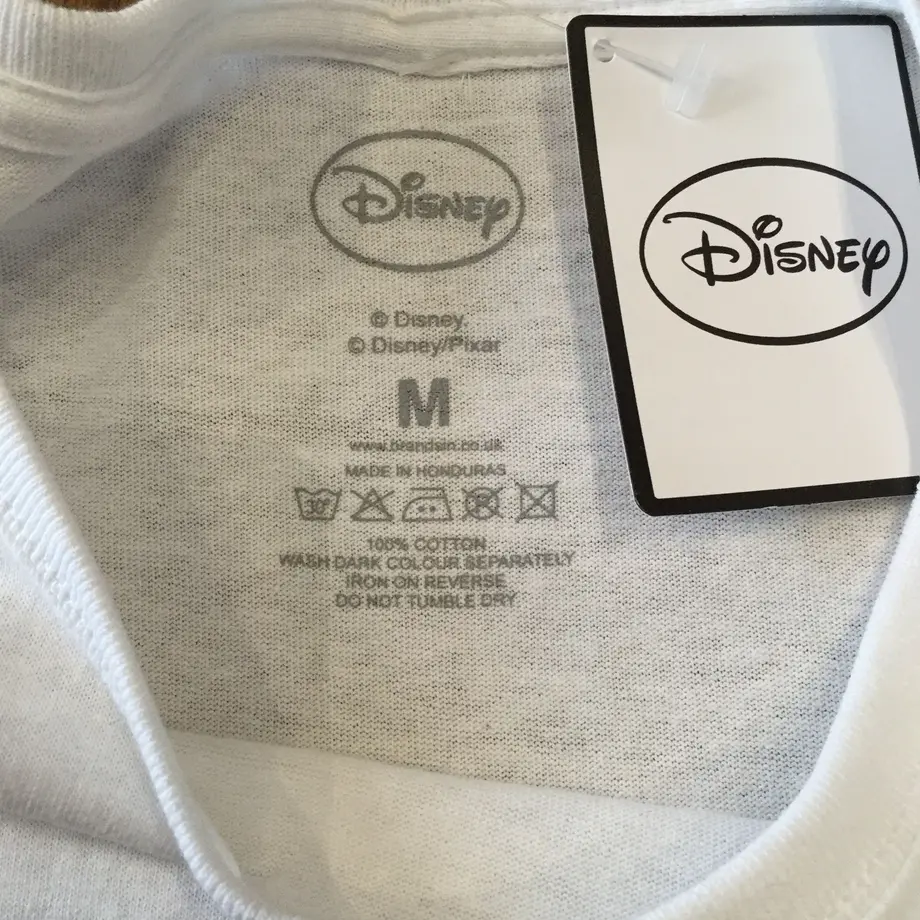 Disney
© Disney.
© Disney/Pixar
M
www.brandsin.co.uk
MADE IN HONDURAS
30°
100% COTTON
WASH DARK COLOUR SEPARATELY
IRON ON REVERSE
DO NOT TUMBLE DRY
Disney